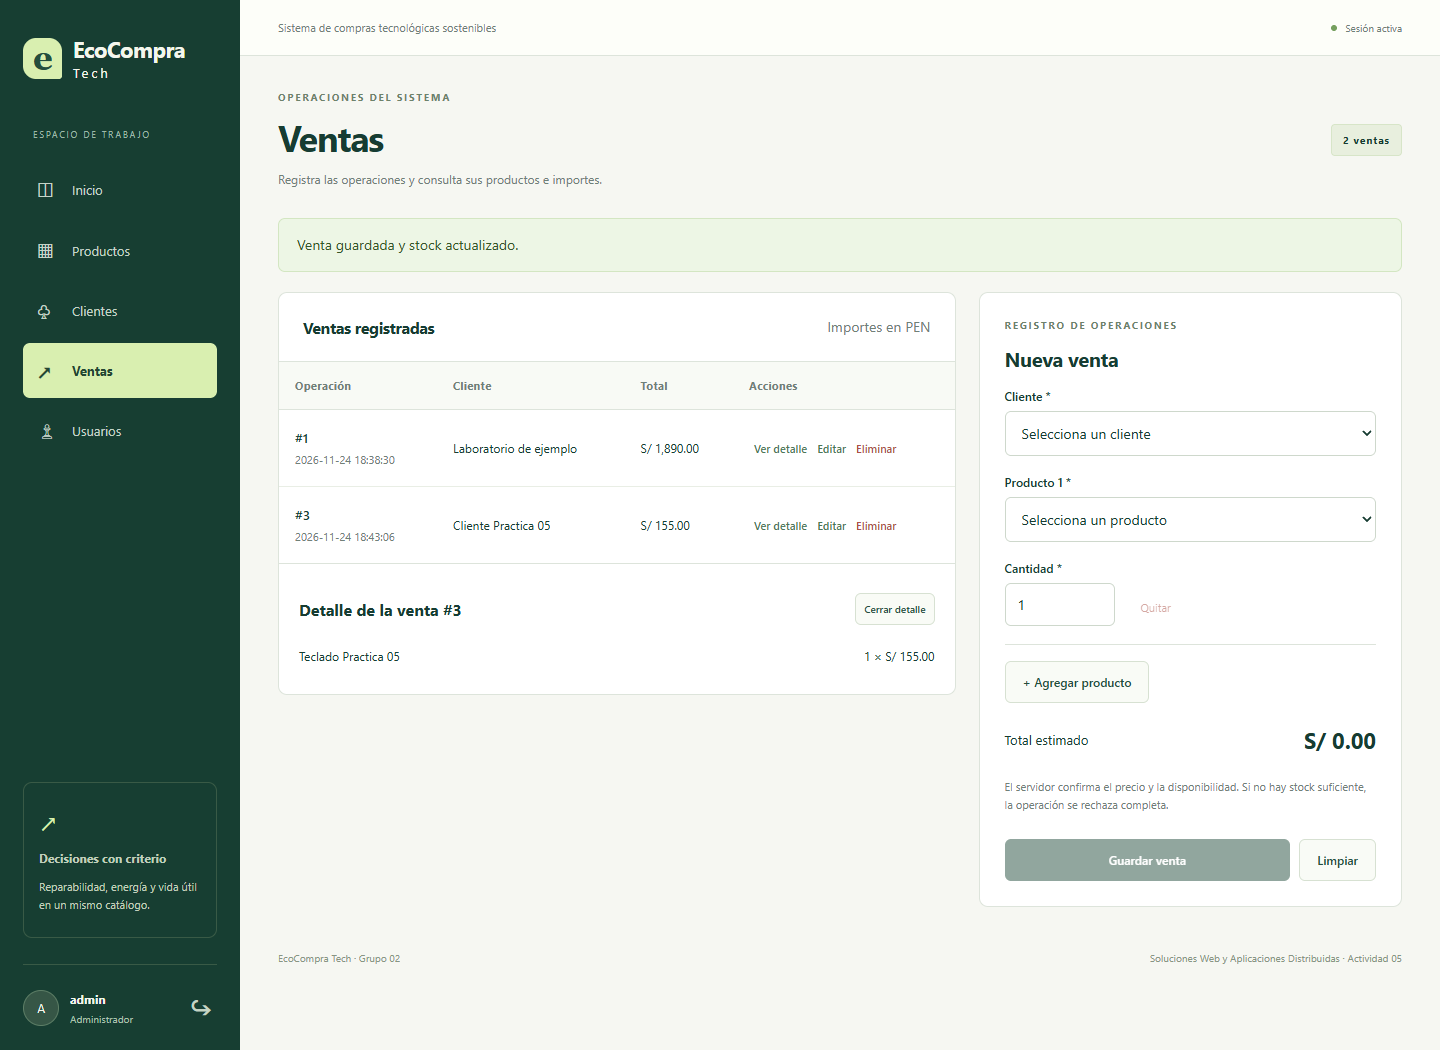 e
EcoCompra
Tech
ESPACIO DE TRABAJO
Inicio
Productos
Clientes
Ventas
Usuarios
Decisiones con criterio
Reparabilidad, energía y vida útil
en un mismo catálogo.
A
admin
Administrador
Sistema de compras tecnológicas sostenibles
Sesión activa
OPERACIONES DEL SISTEMA
Ventas
2 ventas
Registra las operaciones y consulta sus productos e importes.
Venta guardada y stock actualizado.
Ventas registradas
Importes en PEN
Operación Cliente Total Acciones
#1
2026-11-24 18:38:30
Laboratorio de ejemplo
S/ 1,890.00
Ver detalle Editar Eliminar
#3
2026-11-24 18:43:06
Cliente Practica 05
S/ 155.00
Ver detalle Editar Eliminar
Detalle de la venta #3
Cerrar detalle
Teclado Practica 05
1 × S/ 155.00
REGISTRO DE OPERACIONES
Nueva venta
Cliente *
Selecciona un cliente
Producto 1 *
Selecciona un producto
Cantidad *
1
Quitar
+ Agregar producto
Total estimado
S/ 0.00
El servidor confirma el precio y la disponibilidad. Si no hay stock suficiente,
la operación se rechaza completa.
Guardar venta
Limpiar
EcoCompra Tech · Grupo 02
Soluciones Web y Aplicaciones Distribuidas · Actividad 05